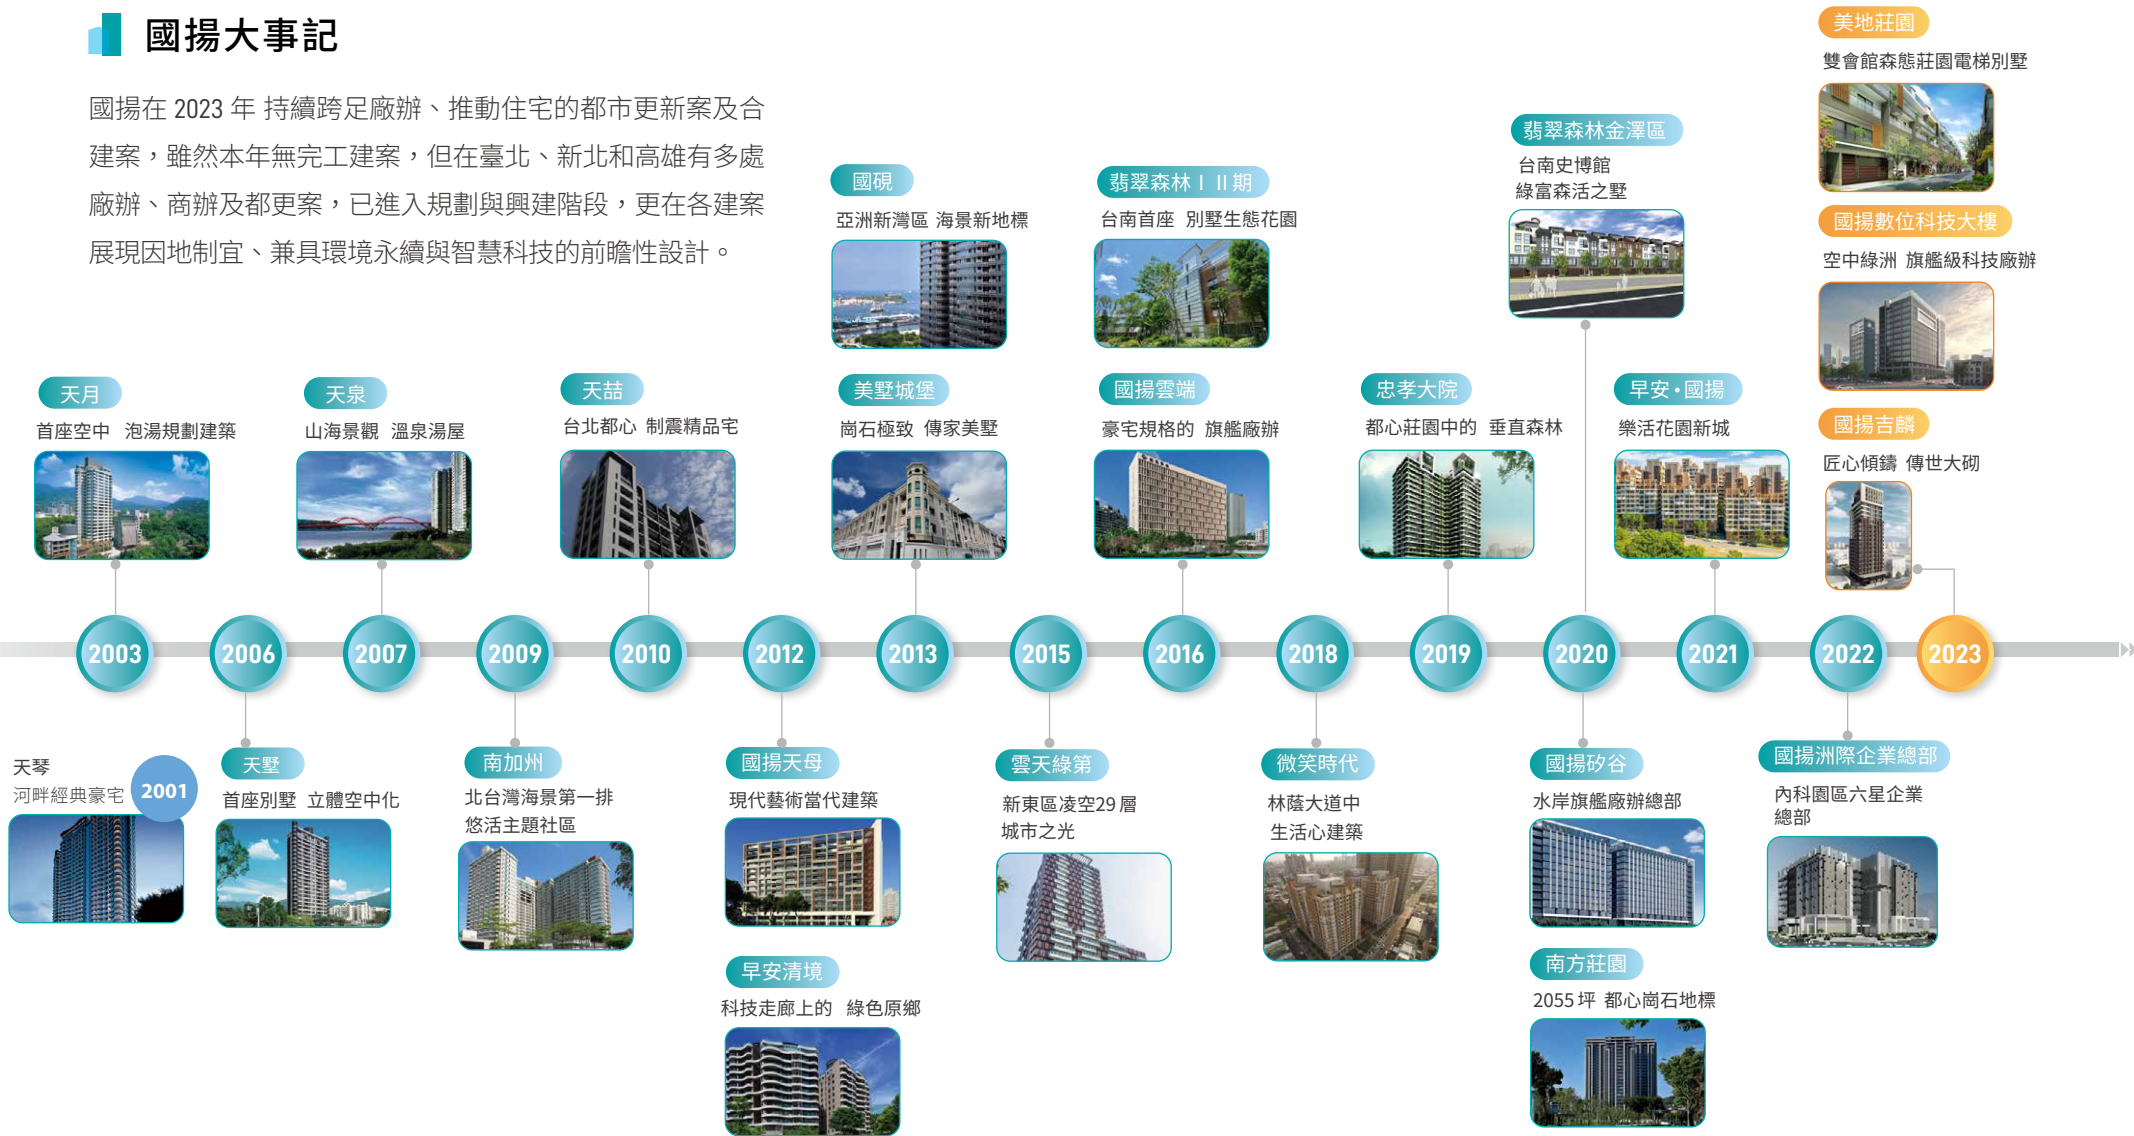 國揚大事記
國揚在 2023 年 持續跨足廠辦、推動住宅的都市更新案及合
建案，雖然本年無完工建案，但在臺北、新北和高雄有多處
廠辦、商辦及都更案，已進入規劃與興建階段，更在各建案
展現因地制宜、兼具環境永續與智慧科技的前瞻性設計。
天月
首座空中 泡湯規劃建築
天泉
山海景觀 溫泉湯屋
天喆
台北都心 制震精品宅
國硯
亞洲新灣區 海景新地標
美墅城堡
崗石極致 傳家美墅
翡翠森林 I II 期
台南首座 別墅生態花園
國揚雲端
豪宅規格的 旗艦廠辦
忠孝大院
都心莊園中的 垂直森林
翡翠森林金澤區
台南史博館
綠富森活之墅
早安•國揚
樂活花園新城
美地莊園
雙會館森態莊園電梯別墅
國揚數位科技大樓
空中綠洲 旗艦級科技廠辦
國揚吉麟
匠心傾鑄 傳世大砌
2003
2006
2007
2009
2010
2012
2013
2015
2016
2018
2019
2020
2021
2022
2023
天琴
河畔經典豪宅
2001
天墅
首座別墅 立體空中化
南加州
北台灣海景第一排
悠活主題社區
國揚天母
現代藝術當代建築
早安清境
科技走廊上的 綠色原鄉
雲天綠第
新東區凌空29 層
城市之光
微笑時代
林蔭大道中
生活心建築
國揚矽谷
水岸旗艦廠辦總部
南方莊園
2055 坪 都心崗石地標
國揚洲際企業總部
內科園區六星企業
總部